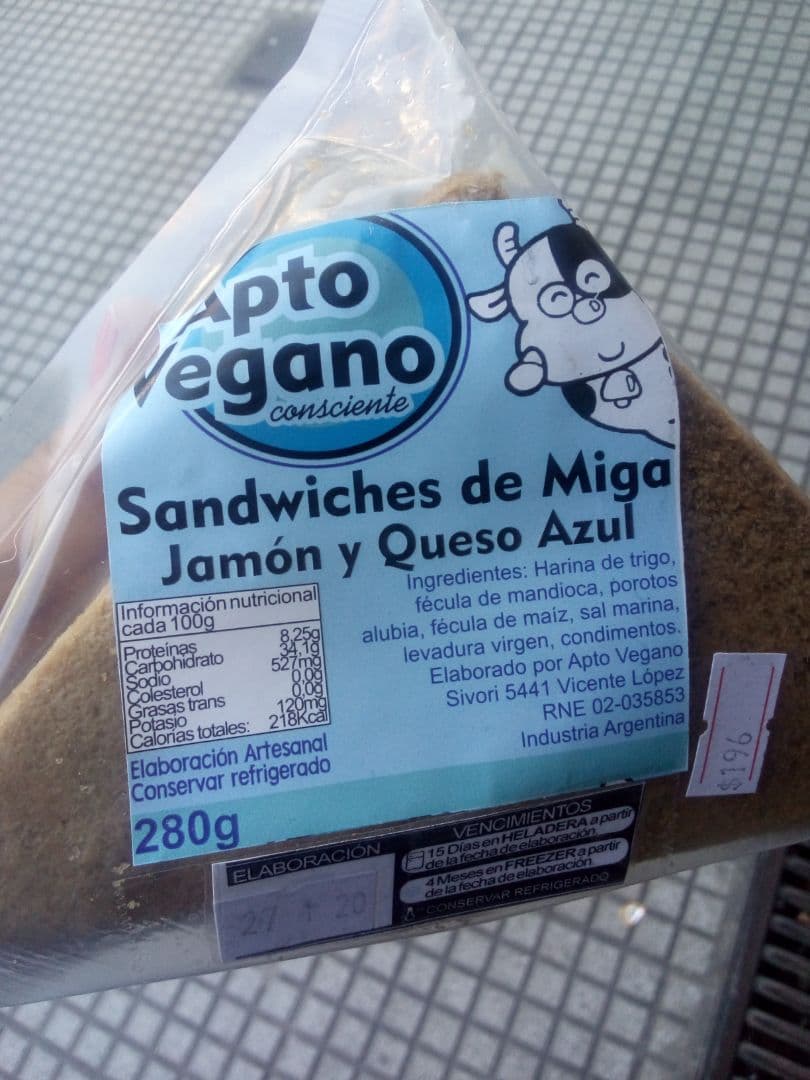 Apto
Vegano
consciente
Sandwiches de Miga
Jamón y Queso Azul
Información nutricional
cada 100g
Proteínas 8,25g
Carbohidrato 34,1g
Sodio 527mg
Colesterol 0,0g
Grasas trans 0,0g
Potasio 120mg
Calorías totales: 218Kcal
Ingredientes: Harina de trigo,
fécula de mandioca, porotos
alubia, fécula de maíz, sal marina,
levadura virgen, condimentos.
Elaborado por Apto Vegano
Sivori 5441 Vicente López
RNE 02-035853
Industria Argentina
Elaboración Artesanal
Conservar refrigerado
280g
$196
ELABORACIÓN
27 1 20
VENCIMIENTOS
15 Días en HELADERA a partir
de la fecha de elaboración.
4 Meses en FREEZER a partir
de la fecha de elaboración.
CONSERVAR REFRIGERADO